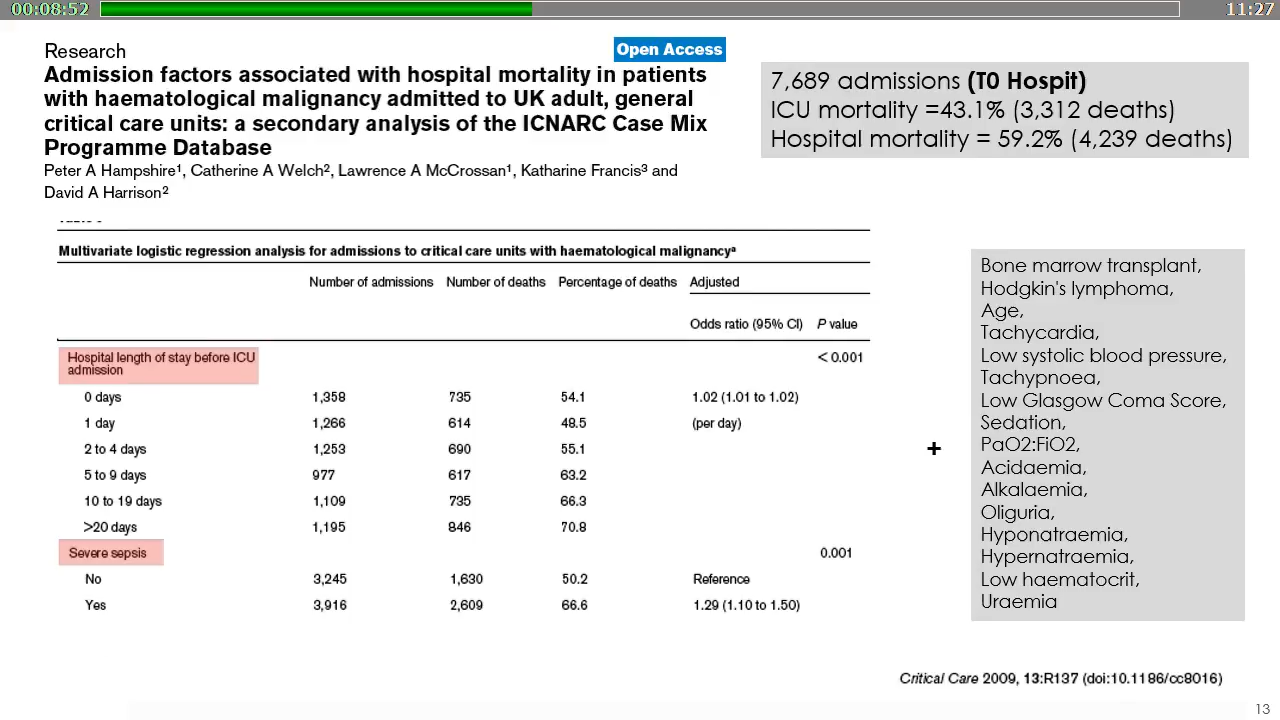 00:08:52
11:27
Research
Open Access
Admission factors associated with hospital mortality in patients
with haematological malignancy admitted to UK adult, general
critical care units: a secondary analysis of the ICNARC Case Mix
Programme Database
Peter A Hampshire¹, Catherine A Welch², Lawrence A McCrossan¹, Katharine Francis³ and
David A Harrison²
7,689 admissions (T0 Hospit)
ICU mortality =43.1% (3,312 deaths)
Hospital mortality = 59.2% (4,239 deaths)
Multivariate logistic regression analysis for admissions to critical care units with haematological malignancyᵃ
Number of admissions Number of deaths Percentage of deaths Adjusted
Odds ratio (95% CI) P value
Hospital length of stay before ICU < 0.001
admission
0 days 1,358 735 54.1 1.02 (1.01 to 1.02)
1 day 1,266 614 48.5 (per day)
2 to 4 days 1,253 690 55.1
5 to 9 days 977 617 63.2
10 to 19 days 1,109 735 66.3
>20 days 1,195 846 70.8
Severe sepsis 0.001
No 3,245 1,630 50.2 Reference
Yes 3,916 2,609 66.6 1.29 (1.10 to 1.50)
+
Bone marrow transplant,
Hodgkin's lymphoma,
Age,
Tachycardia,
Low systolic blood pressure,
Tachypnoea,
Low Glasgow Coma Score,
Sedation,
PaO2:FiO2,
Acidaemia,
Alkalaemia,
Oliguria,
Hyponatraemia,
Hypernatraemia,
Low haematocrit,
Uraemia
Critical Care 2009, 13:R137 (doi:10.1186/cc8016)
13